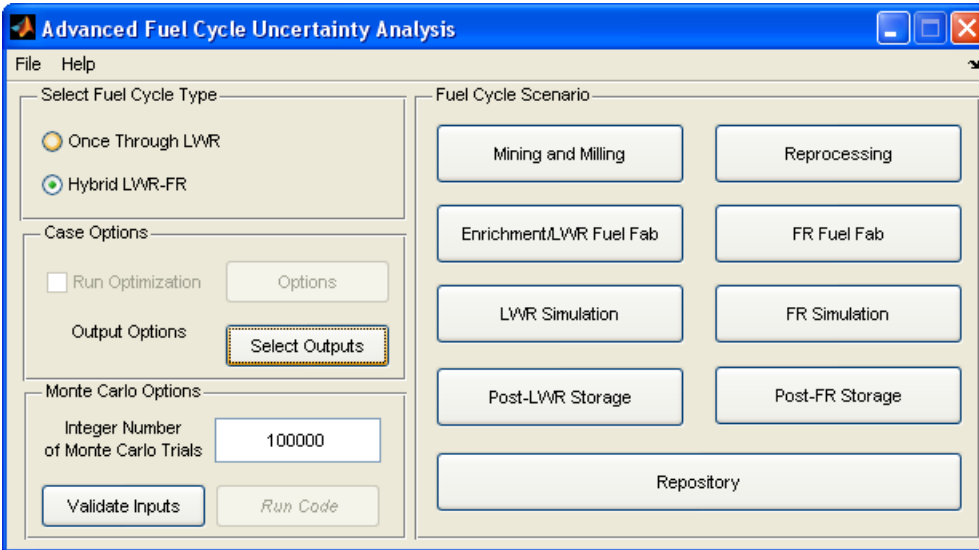 Advanced Fuel Cycle Uncertainty Analysis
File Help
Select Fuel Cycle Type
Once Through LWR
Hybrid LWR-FR
Case Options
Run Optimization
Options
Output Options
Select Outputs
Monte Carlo Options
Integer Number
of Monte Carlo Trials
100000
Validate Inputs
Run Code
Fuel Cycle Scenario
Mining and Milling
Reprocessing
Enrichment/LWR Fuel Fab
FR Fuel Fab
LWR Simulation
FR Simulation
Post-LWR Storage
Post-FR Storage
Repository